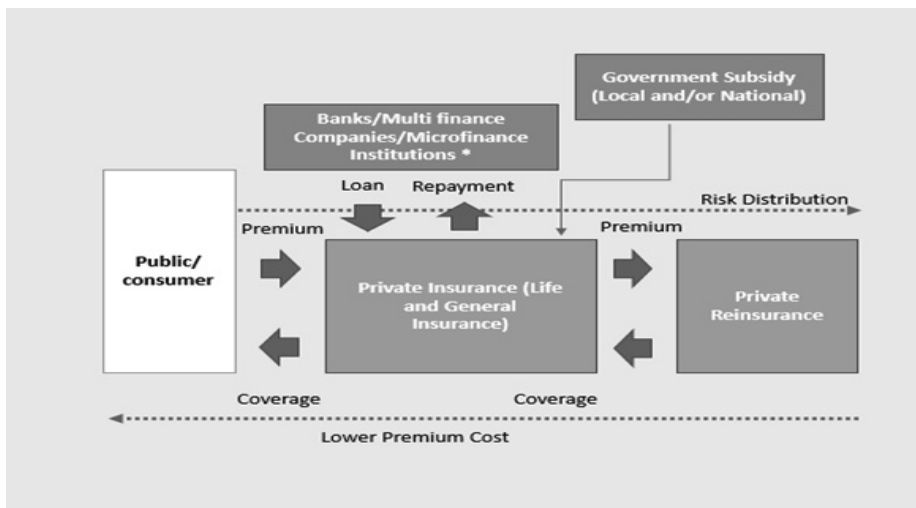 Government Subsidy
(Local and/or National)
Banks/Multi finance
Companies/Microfinance
Institutions *
Loan
Repayment
Risk Distribution
Premium
Premium
Public/
consumer
Private Insurance (Life
and General
Insurance)
Private
Reinsurance
Coverage
Coverage
Lower Premium Cost